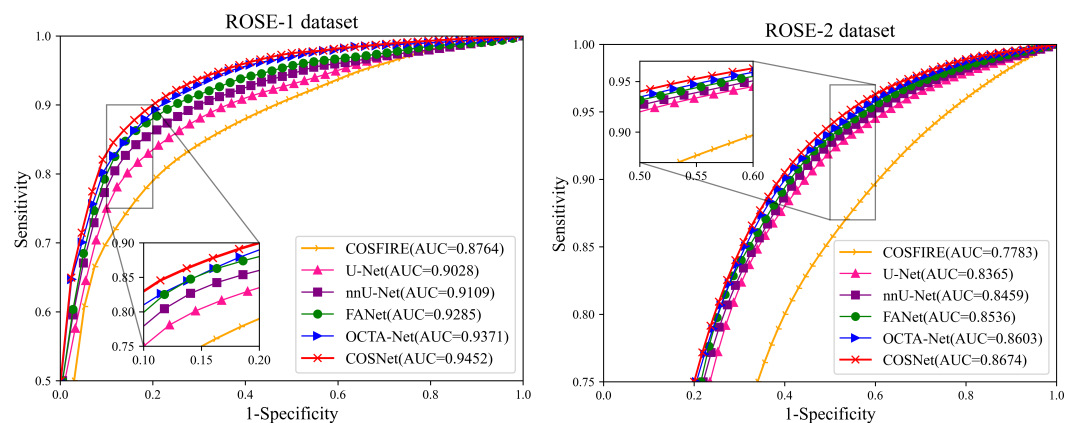 ROSE-1 dataset
1.0
0.9
0.8
0.7
0.6
0.5
Sensitivity
0.90
0.85
0.80
0.75
0.10
0.15
0.20
COSFIRE(AUC=0.8764)
U-Net(AUC=0.9028)
nnU-Net(AUC=0.9109)
FANet(AUC=0.9285)
OCTA-Net(AUC=0.9371)
COSNet(AUC=0.9452)
0.0
0.2
0.4
0.6
0.8
1.0
1-Specificity
ROSE-2 dataset
1.00
0.95
0.90
0.85
0.80
0.75
Sensitivity
0.95
0.90
0.50
0.55
0.60
COSFIRE(AUC=0.7783)
U-Net(AUC=0.8365)
nnU-Net(AUC=0.8459)
FANet(AUC=0.8536)
OCTA-Net(AUC=0.8603)
COSNet(AUC=0.8674)
0.0
0.2
0.4
0.6
0.8
1.0
1-Specificity